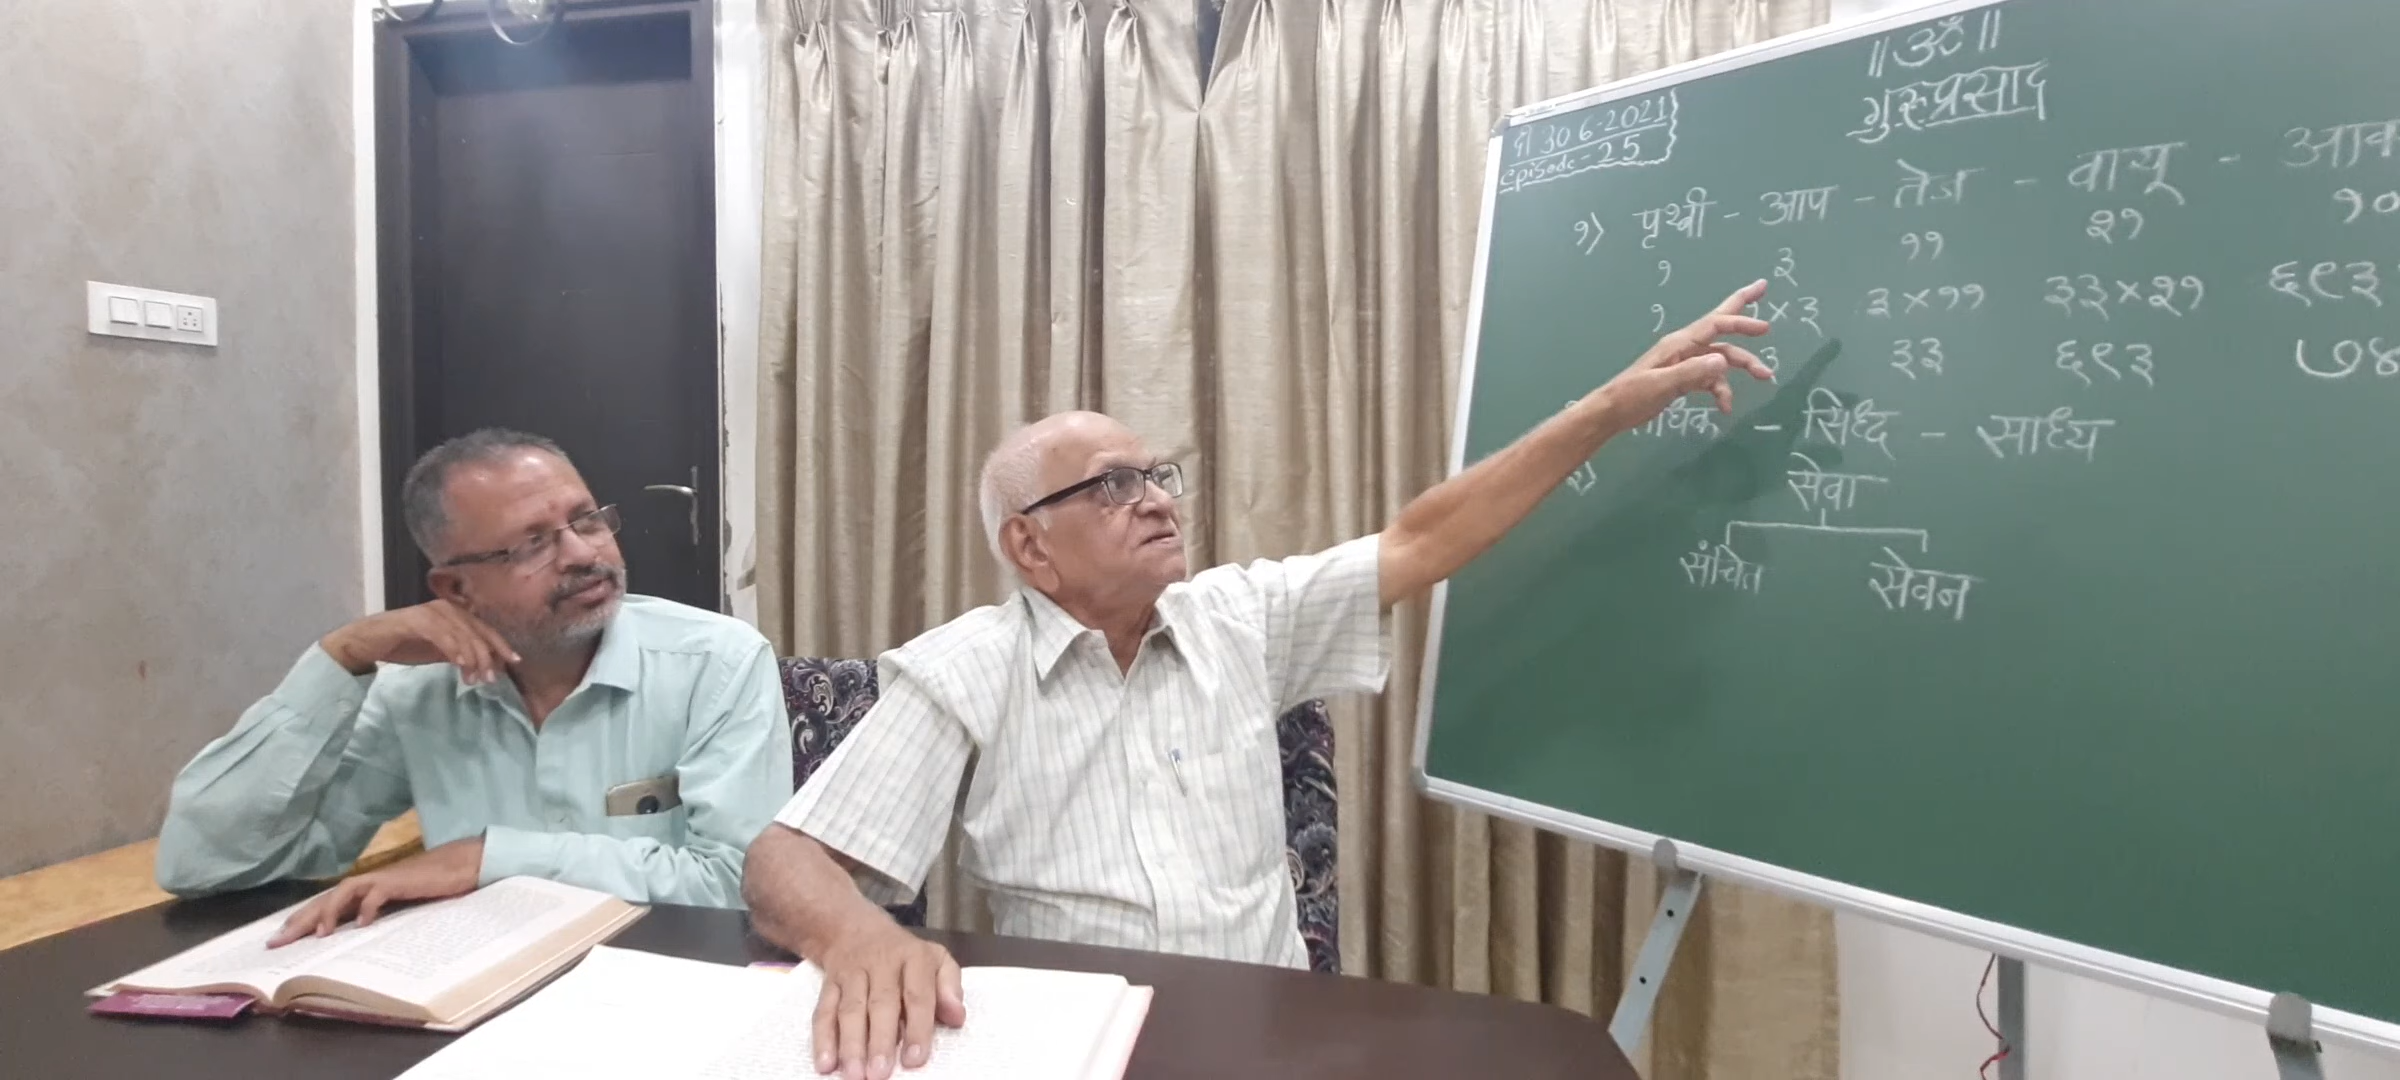 ॥ ॐ ॥
गुरूप्रसाद
दी 30 6-2021
episode-25
१) पृथ्वी - आप - तेज - वायू -
१ ३ ११ २१ १०
१ १×३ ३×११ ३३×२१ ६९३
३ ३३ ६९३ ७४
- सिध्द - साध्य
सेवा
संचित सेवन